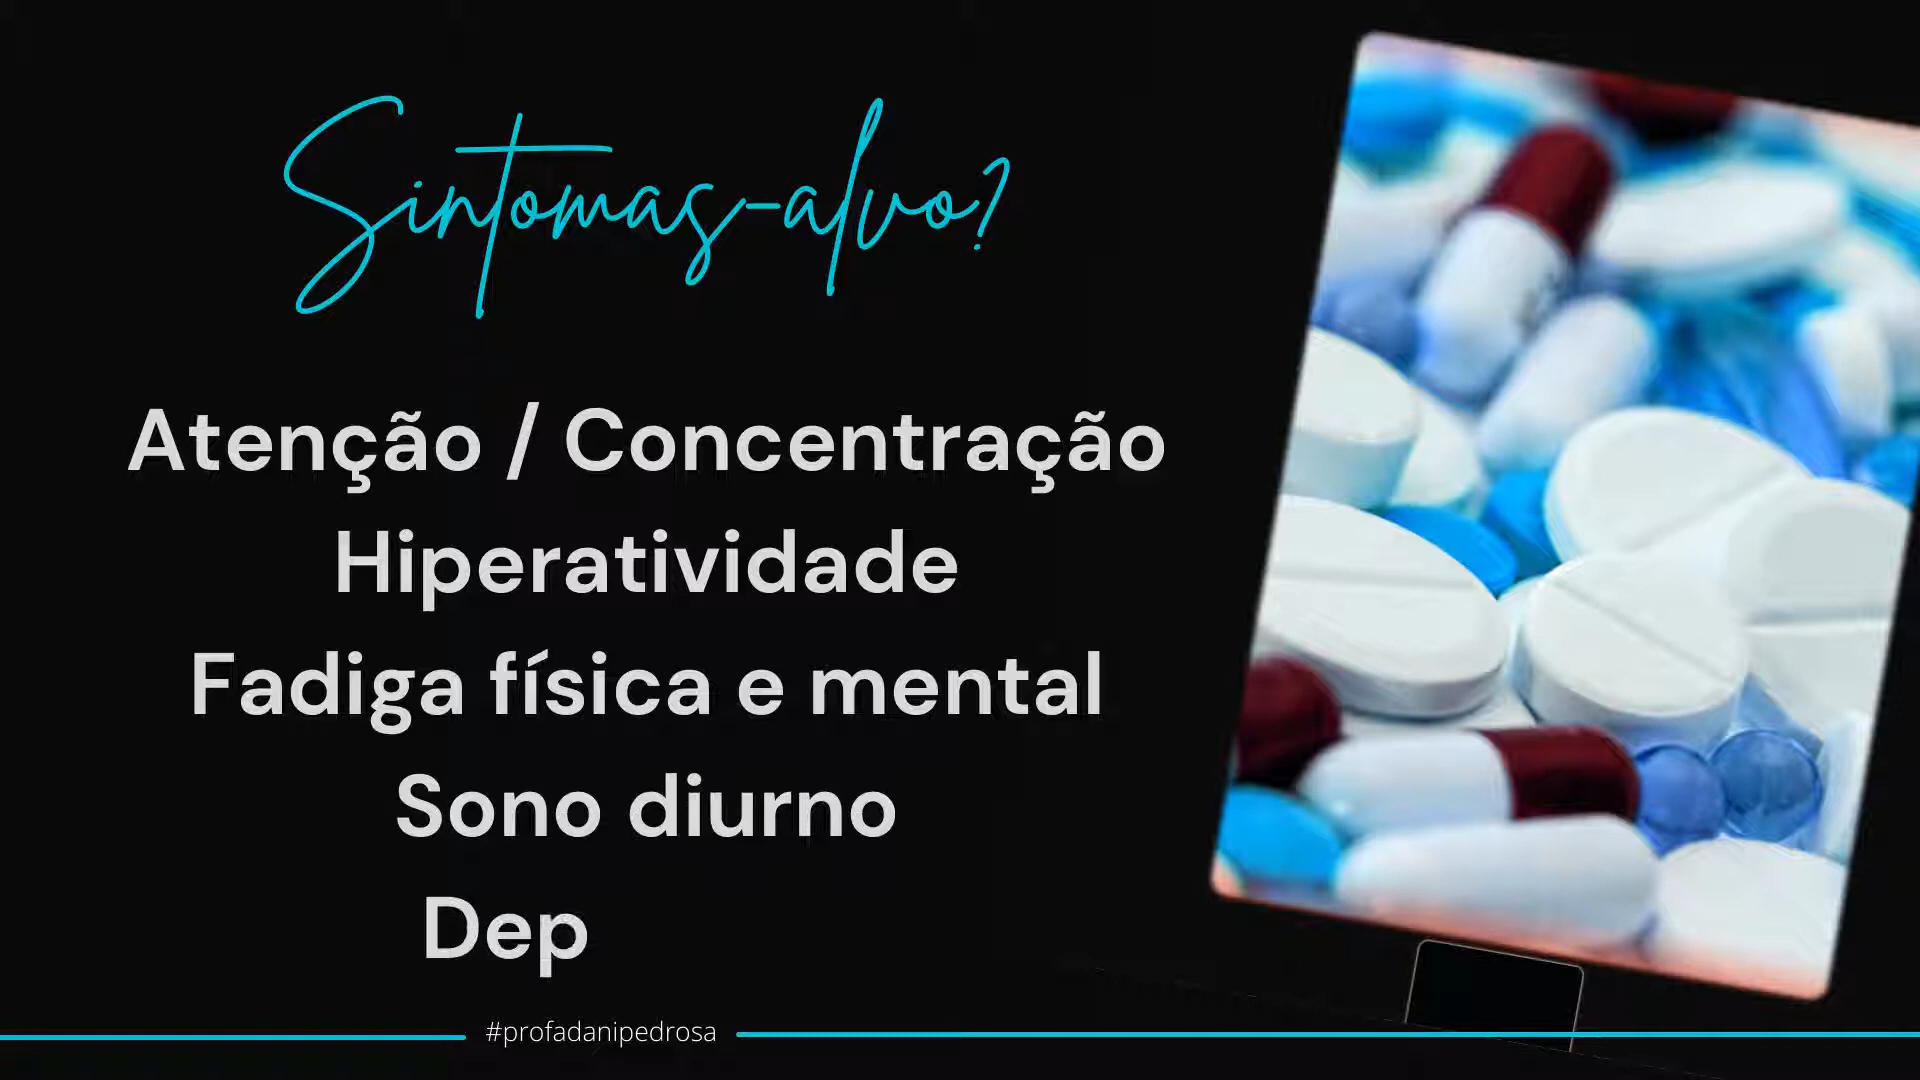 Sintomas-alvo?
Atenção / Concentração
Hiperatividade
Fadiga física e mental
Sono diurno
Dep
#profadanipedrosa